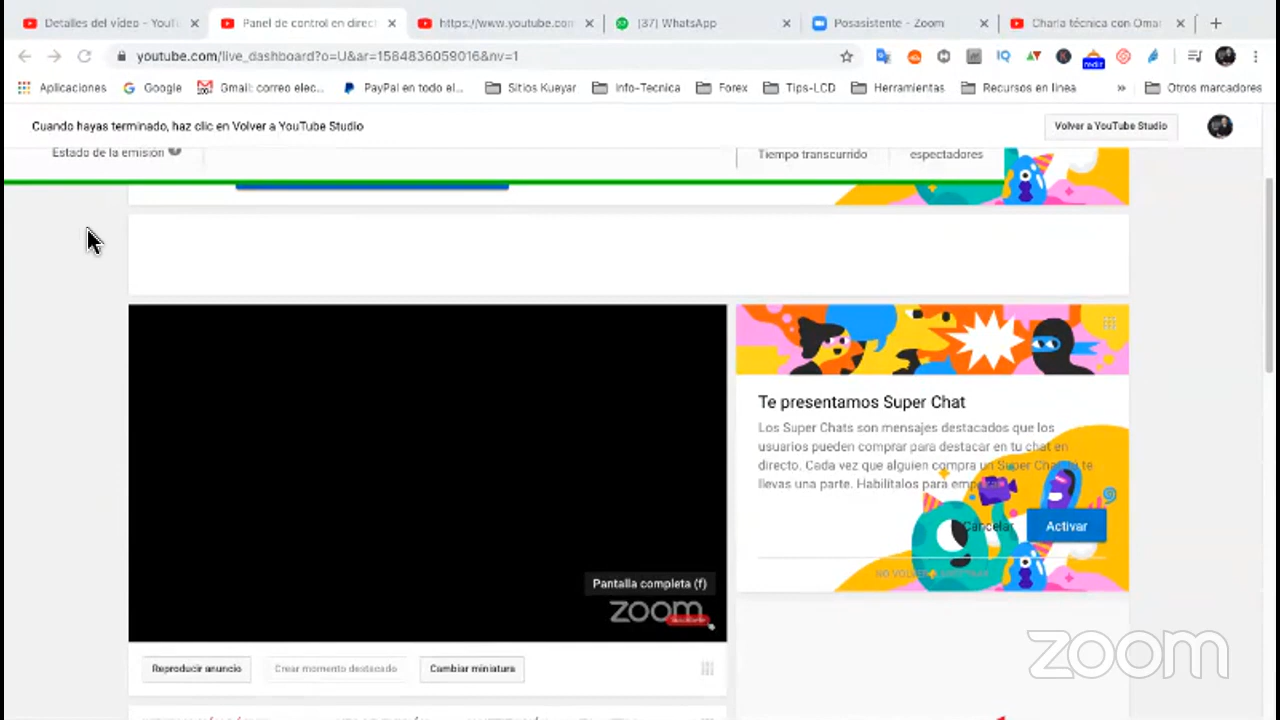 Detalles del vídeo - YouT
Panel de control en direc
https://www.youtube.com
(37) WhatsApp
Posasistente - Zoom
Charla técnica con Omar
youtube.com/live_dashboard?o=U&ar=1584836059016&nv=1
Aplicaciones
Google
Gmail: correo elec...
PayPal en todo el...
Sitios Kueyar
Info-Tecnica
Forex
Tips-LCD
Herramientas
Recursos en línea
»
Otros marcadores
Cuando hayas terminado, haz clic en Volver a YouTube Studio
Volver a YouTube Studio
Estado de la emisión
Tiempo transcurrido
espectadores
Te presentamos Super Chat
Los Super Chats son mensajes destacados que los
usuarios pueden comprar para destacar en tu chat en
directo. Cada vez que alguien compra un Super Chat te
llevas una parte. Habilítalos para
Cancelar
Activar
Pantalla completa (f)
zoom
Reproducir anuncio
Crear momento destacado
Cambiar miniatura
zoom